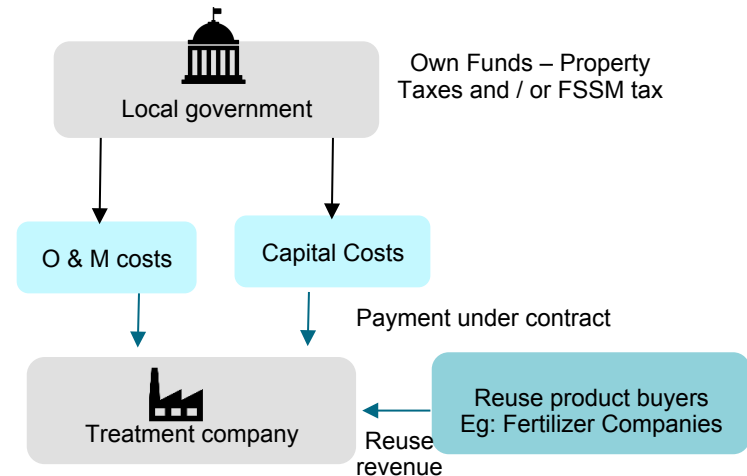 Own Funds – Property
Taxes and / or FSSM tax
Local government
O & M costs
Capital Costs
Payment under contract
Reuse product buyers
Eg: Fertilizer Companies
Treatment company
Reuse
revenue